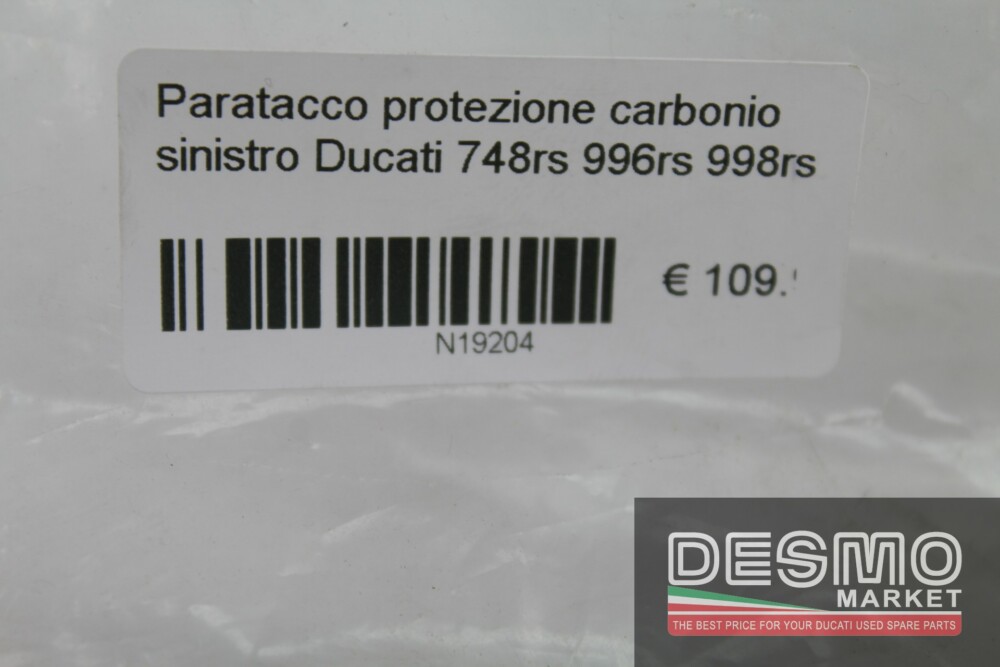 Paratacco protezione carbonio
sinistro Ducati 748rs 996rs 998rs
€ 109.
N19204
DESMO
MARKET
THE BEST PRICE FOR YOUR DUCATI USED SPARE PARTS